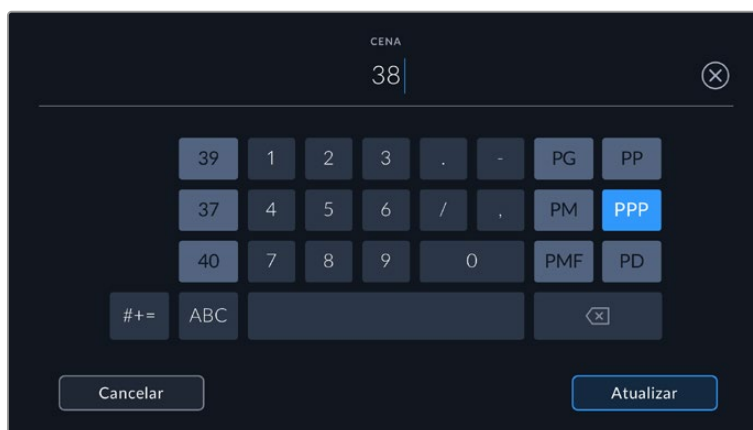 CENA
38
39 1 2 3 . - PG PP
37 4 5 6 / , PM PPP
40 7 8 9 0 PMF PD
#+= ABC
Cancelar Atualizar